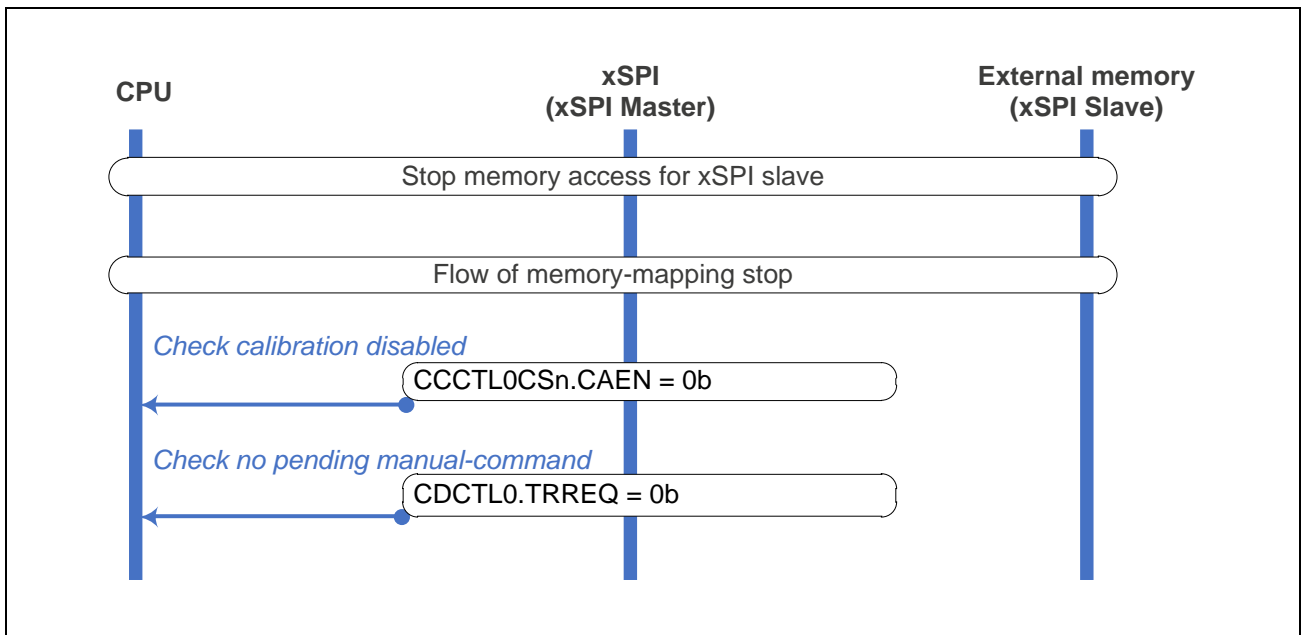 CPU
xSPI
(xSPI Master)
External memory
(xSPI Slave)
Stop memory access for xSPI slave
Flow of memory-mapping stop
Check calibration disabled
CCCTL0CSn.CAEN = 0b
Check no pending manual-command
CDCTL0.TRREQ = 0b